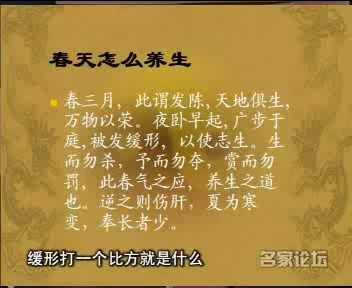 春天怎么养生
春三月，此谓发陈,天地俱生,
万物以荣。夜卧早起,广步于
庭,被发缓形，以使志生。生
而勿杀，予而勿夺，赏而勿
罚，此春气之应，养生之道
也。逆之则伤肝，夏为寒
变，奉长者少。
缓形打一个比方就是什么
名家论坛